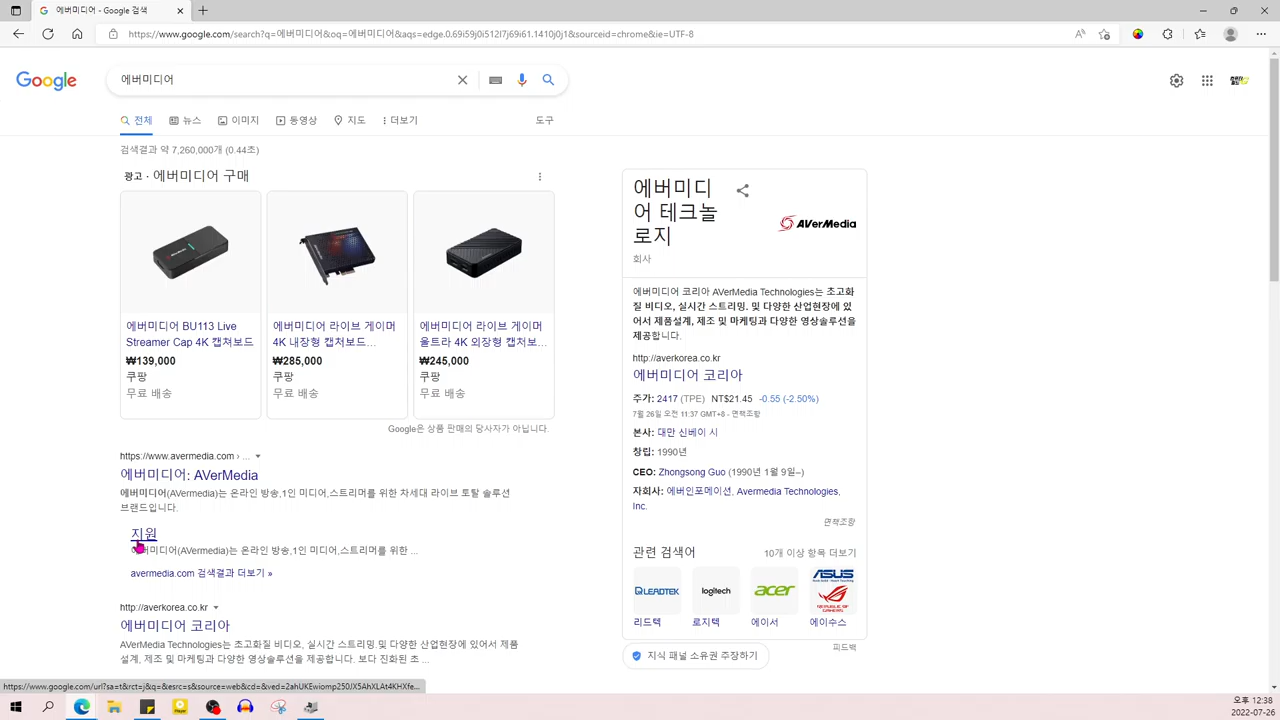 에버미디어 - Google 검색
https://www.google.com/search?q=에버미디어&oq=에버미디어&aqs=edge.0.69i59j0i512l7j69i61.1410j0j1&sourceid=chrome&ie=UTF-8
Google
에버미디어
전체
뉴스
이미지
동영상
지도
더보기
도구
검색결과 약 7,260,000개 (0.44초)
광고 · 에버미디어 구매
에버미디어 BU113 Live
Streamer Cap 4K 캡쳐보드
₩139,000
쿠팡
무료 배송
에버미디어 라이브 게이머
4K 내장형 캡처보드...
₩285,000
쿠팡
무료 배송
에버미디어 라이브 게이머
울트라 4K 외장형 캡처보...
₩245,000
쿠팡
무료 배송
Google은 상품 판매의 당사자가 아닙니다.
https://www.avermedia.com › ...
에버미디어: AVerMedia
에버미디어(AVermedia)는 온라인 방송,1인 미디어,스트리머를 위한 차세대 라이브 토탈 솔루션
브랜드입니다.
지원
에버미디어(AVermedia)는 온라인 방송,1인 미디어,스트리머를 위한 ...
avermedia.com 검색결과 더보기 »
http://averkorea.co.kr
에버미디어 코리아
AVerMedia Technologies는 초고화질 비디오, 실시간 스트리밍.및 다양한 산업현장에 있어서 제품
설계, 제조 및 마케팅과 다양한 영상솔루션을 제공합니다. 보다 진화된 초 ...
에버미디
어 테크놀
로지
회사
AVerMedia
에버미디어 코리아 AVerMedia Technologies는 초고화
질 비디오, 실시간 스트리밍. 및 다양한 산업현장에 있
어서 제품설계, 제조 및 마케팅과 다양한 영상솔루션을
제공합니다.
http://averkorea.co.kr
에버미디어 코리아
주가: 2417 (TPE) NT$21.45 -0.55 (-2.50%)
7월 26일 오전 11:37 GMT+8 - 면책조항
본사: 대만 신베이 시
창립: 1990년
CEO: Zhongsong Guo (1990년 1월 9일~)
자회사: 에버인포메이션, Avermedia Technologies,
Inc.
면책조항
관련 검색어
10개 이상 항목 더보기
LEADTEK
logitech
acer
ASUS
REPUBLIC OF
GAMERS
리드텍
로지텍
에이서
에이수스
지식 패널 소유권 주장하기
피드백
https://www.google.com/url?sa=t&rct=j&q=&esrc=s&source=web&cd=&ved=2ahUKEwiomp250JX5AhXLAt4KHXfe...
오후 12:38
2022-07-26